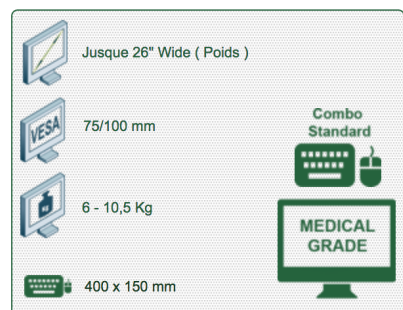 Jusque 26" Wide ( Poids )
VESA
75/100 mm
Combo
Standard
6 - 10,5 Kg
MEDICAL
GRADE
400 x 150 mm